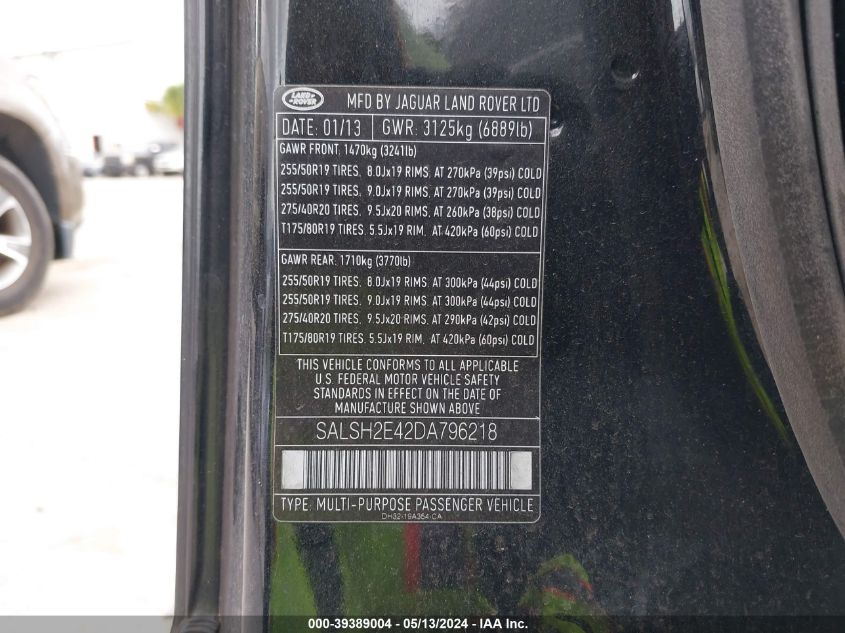 LAND ROVER
MFD BY JAGUAR LAND ROVER LTD
DATE: 01/13 GWR: 3125kg (6889lb)
GAWR FRONT: 1470kg (3241lb)
255/50R19 TIRES, 8.0Jx19 RIMS, AT 270kPa (39psi) COLD
255/50R19 TIRES, 9.0Jx19 RIMS, AT 270kPa (39psi) COLD
275/40R20 TIRES, 9.5Jx20 RIMS, AT 260kPa (38psi) COLD
T175/80R19 TIRES, 5.5Jx19 RIM, AT 420kPa (60psi) COLD
GAWR REAR: 1710kg (3770lb)
255/50R19 TIRES, 8.0Jx19 RIMS, AT 300kPa (44psi) COLD
255/50R19 TIRES, 9.0Jx19 RIMS, AT 300kPa (44psi) COLD
275/40R20 TIRES, 9.5Jx20 RIMS, AT 290kPa (42psi) COLD
T175/80R19 TIRES, 5.5Jx19 RIM, AT 420kPa (60psi) COLD
THIS VEHICLE CONFORMS TO ALL APPLICABLE
U.S. FEDERAL MOTOR VEHICLE SAFETY
STANDARDS IN EFFECT ON THE DATE OF
MANUFACTURE SHOWN ABOVE
SALSH2E42DA796218
TYPE: MULTI-PURPOSE PASSENGER VEHICLE
DH32-19A364-CA
000-39389004 - 05/13/2024 - IAA Inc.